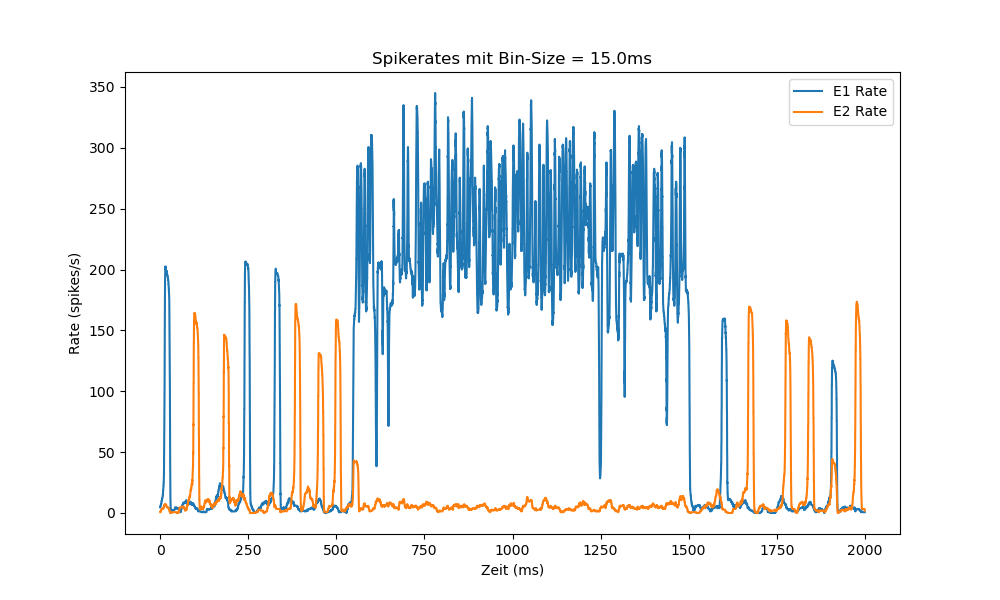 Spikerates mit Bin-Size = 15.0ms
E1 Rate
E2 Rate
Rate (spikes/s)
350
300
250
200
150
100
50
0
0 250 500 750 1000 1250 1500 1750 2000
Zeit (ms)